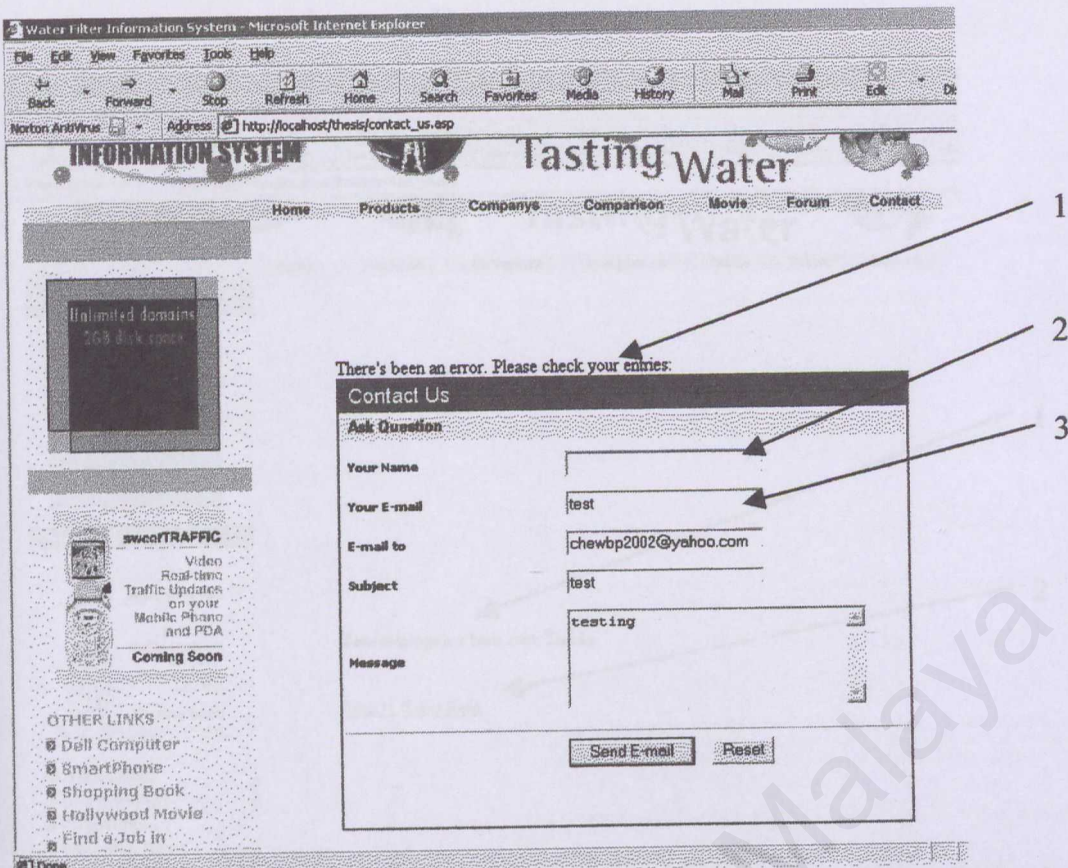 Water Filter Information System - Microsoft Internet Explorer
File Edit View Favorites Tools Help
Back Forward Stop Refresh Home Search Favorites Media History Mail Print Edit
Norton AntiVirus Address http://localhost/thesis/contact_us.asp
INFORMATION SYSTEM Tasting Water
Home Products Companys Comparison Movie Forum Contact
1
Unlimited domains
2GB disk space
2
There's been an error. Please check your entries:
Contact Us
Ask Question
3
Your Name
Your E-mail test
E-mail to chewbp2002@yahoo.com
Subject test
Message testing
Send E-mail Reset
TRAFFIC
Video
Real-time
Traffic Updates
on your
Mobile Phone
and PDA
Coming Soon
OTHER LINKS
Dell Computer
SmartPhone
Shopping Book
Hollywood Movie
Find a Job in
Done
Malaya